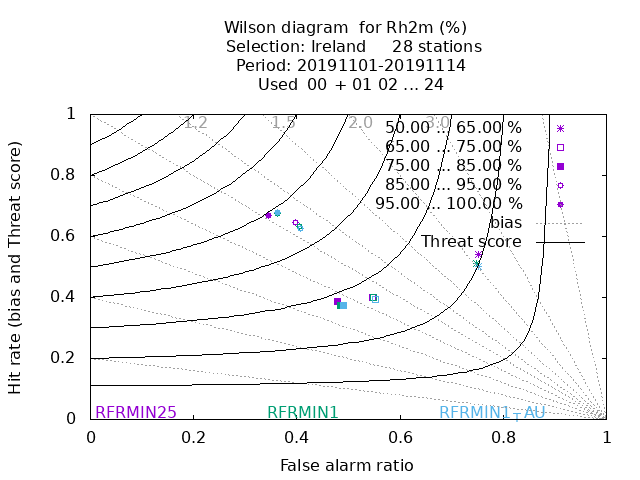 Wilson diagram  for Rh2m (%)
Selection: Ireland     28 stations
Period: 20191101-20191114
Used  00  + 01 02 ... 24
1.2 1.5 2.0 3.0
50.00 ... 65.00 %
65.00 ... 75.00 %
75.00 ... 85.00 %
85.00 ... 95.00 %
95.00 ... 100.00 %
bias
Threat score
1
0.8
0.6
0.4
0.2
0
Hit rate (bias and Threat score)
RFRMIN25 RFRMIN1 RFRMIN1_AU
0 0.2 0.4 0.6 0.8 1
False alarm ratio